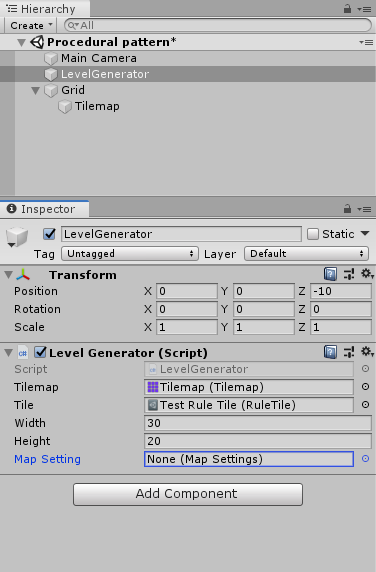 Hierarchy
Create All
Procedural pattern*
Main Camera
LevelGenerator
Grid
Tilemap
Inspector
LevelGenerator Static
Tag Untagged Layer Default
Transform
Position X 0 Y 0 Z -10
Rotation X 0 Y 0 Z 0
Scale X 1 Y 1 Z 1
Level Generator (Script)
Script LevelGenerator
Tilemap Tilemap (Tilemap)
Tile Test Rule Tile (RuleTile)
Width 30
Height 20
Map Setting None (Map Settings)
Add Component